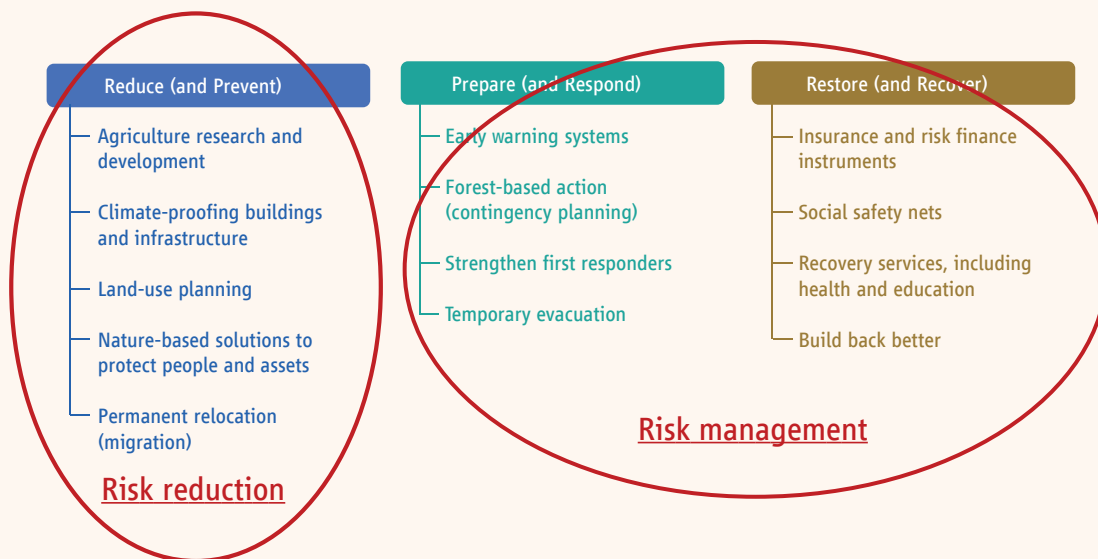 Reduce (and Prevent)
Agriculture research and
development
Climate-proofing buildings
and infrastructure
Land-use planning
Nature-based solutions to
protect people and assets
Permanent relocation
(migration)
Risk reduction
Prepare (and Respond)
Early warning systems
Forest-based action
(contingency planning)
Strengthen first responders
Temporary evacuation
Restore (and Recover)
Insurance and risk finance
instruments
Social safety nets
Recovery services, including
health and education
Build back better
Risk management